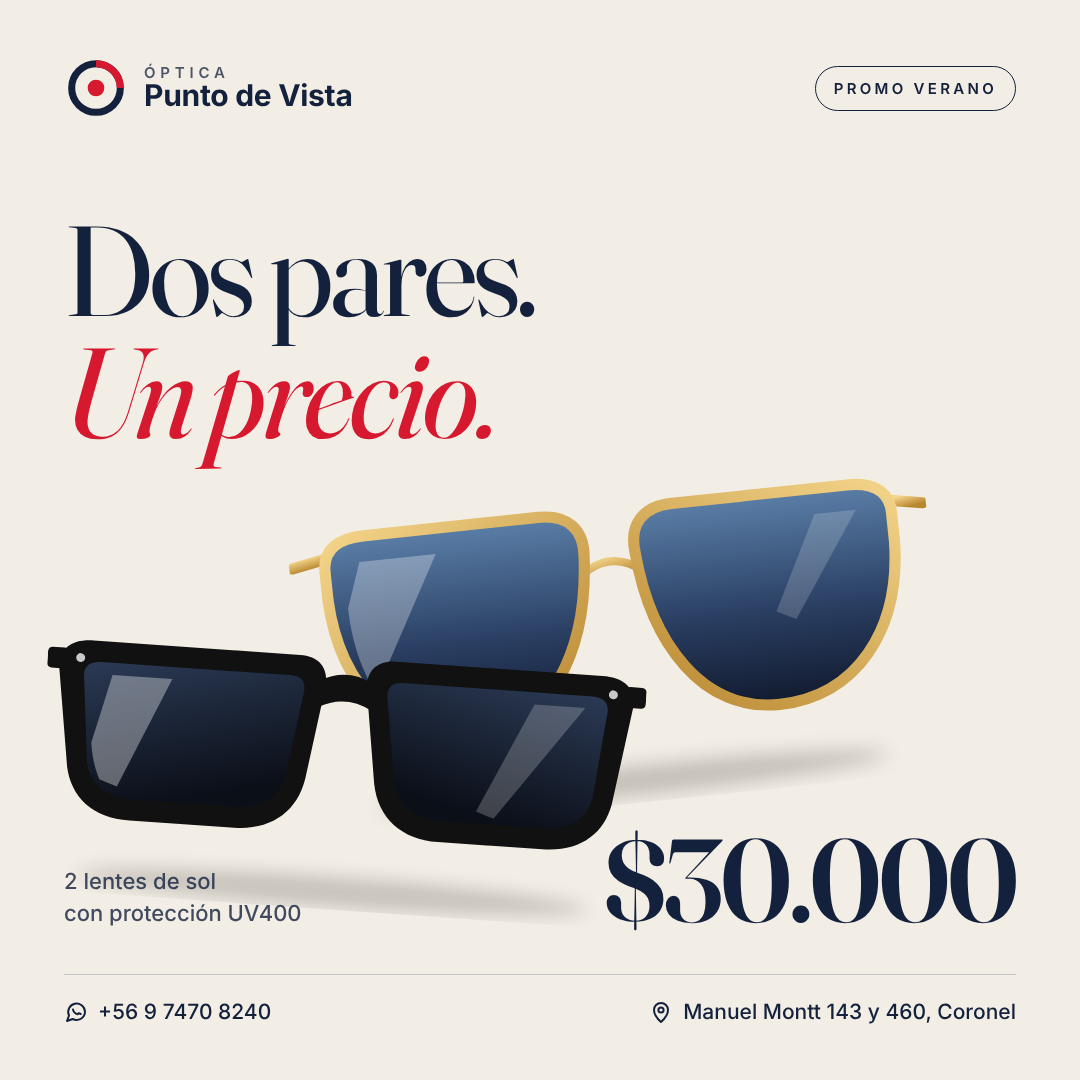 ÓPTICA
Punto de Vista
PROMO VERANO
Dos pares.
Un precio.
2 lentes de sol
con protección UV400
$30.000
+56 9 7470 8240
Manuel Montt 143 y 460, Coronel